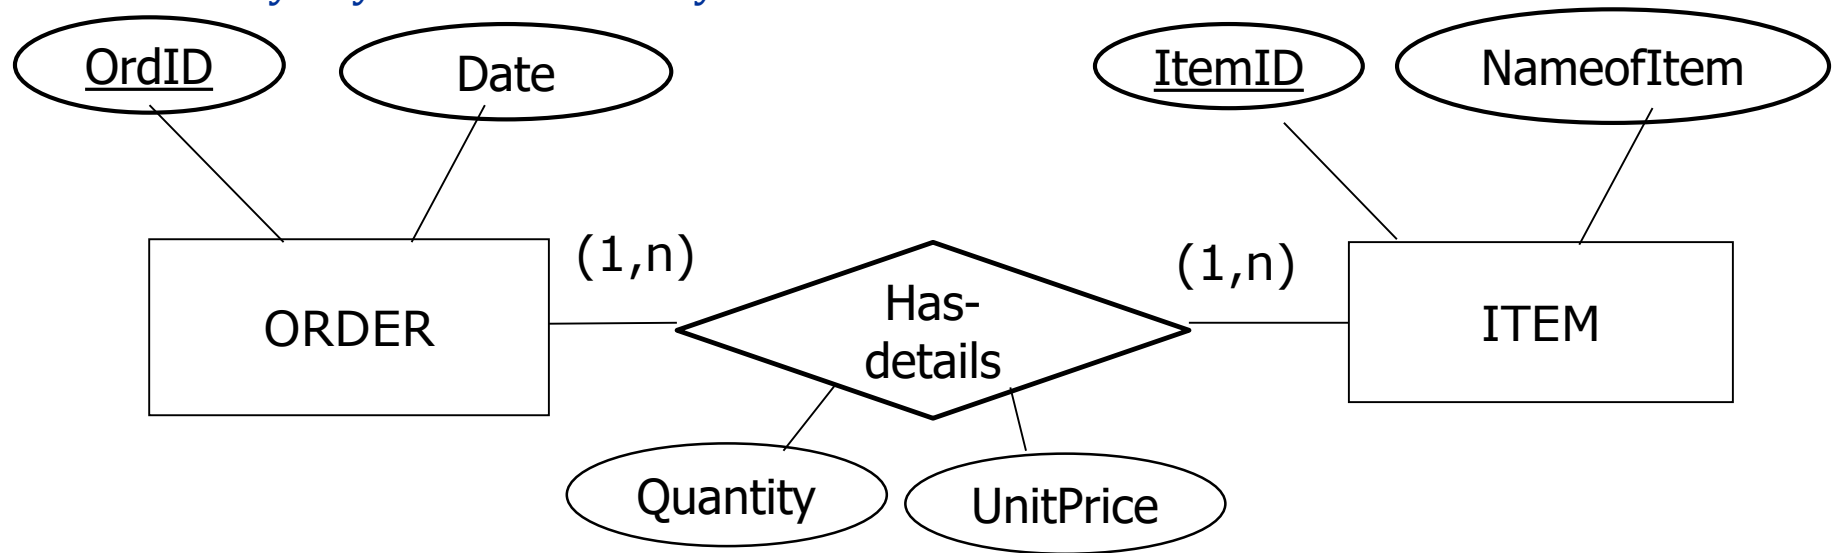 OrdID
Date
ItemID
NameofItem
(1,n)
(1,n)
ORDER
Has-
details
ITEM
Quantity
UnitPrice